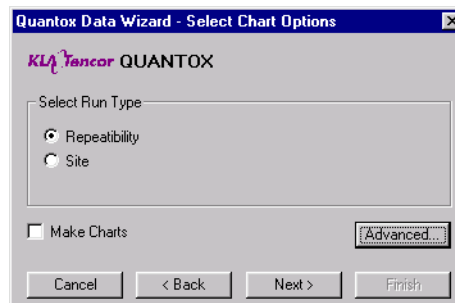 Quantox Data Wizard - Select Chart Options
KLA Tencor QUANTOX
Select Run Type
Repeatibility
Site
Make Charts
Advanced...
Cancel
< Back
Next >
Finish